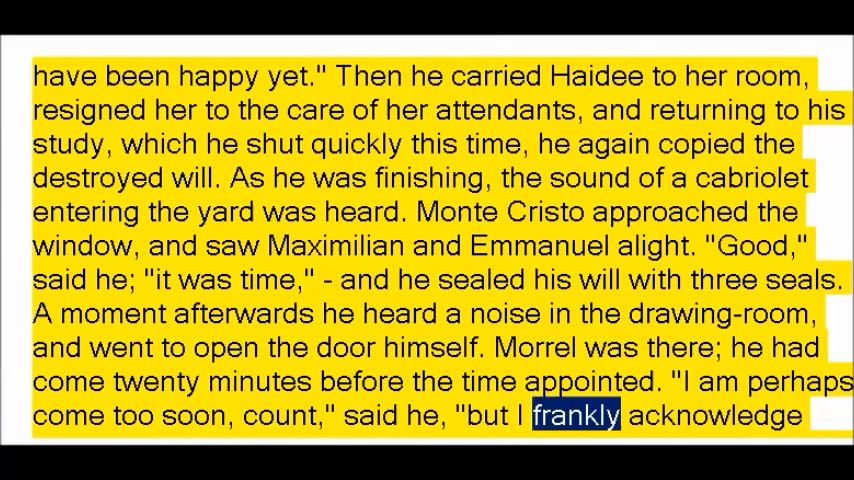 have been happy yet." Then he carried Haidee to her room,
resigned her to the care of her attendants, and returning to his
study, which he shut quickly this time, he again copied the
destroyed will. As he was finishing, the sound of a cabriolet
entering the yard was heard. Monte Cristo approached the
window, and saw Maximilian and Emmanuel alight. "Good,"
said he; "it was time," - and he sealed his will with three seals.
A moment afterwards he heard a noise in the drawing-room,
and went to open the door himself. Morrel was there; he had
come twenty minutes before the time appointed. "I am perhaps
come too soon, count," said he, "but I frankly acknowledge